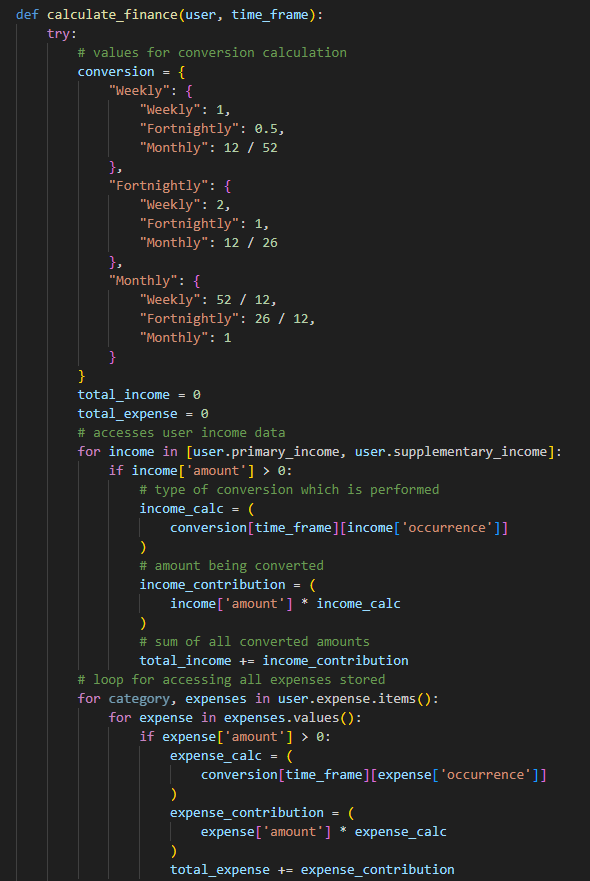 def calculate_finance(user, time_frame):
    try:
        # values for conversion calculation
        conversion = {
            "Weekly": {
                "Weekly": 1,
                "Fortnightly": 0.5,
                "Monthly": 12 / 52
            },
            "Fortnightly": {
                "Weekly": 2,
                "Fortnightly": 1,
                "Monthly": 12 / 26
            },
            "Monthly": {
                "Weekly": 52 / 12,
                "Fortnightly": 26 / 12,
                "Monthly": 1
            }
        }
        total_income = 0
        total_expense = 0
        # accesses user income data
        for income in [user.primary_income, user.supplementary_income]:
            if income['amount'] > 0:
                # type of conversion which is performed
                income_calc = (
                    conversion[time_frame][income['occurrence']]
                )
                # amount being converted
                income_contribution = (
                    income['amount'] * income_calc
                )
                # sum of all converted amounts
                total_income += income_contribution
        # loop for accessing all expenses stored
        for category, expenses in user.expense.items():
            for expense in expenses.values():
                if expense['amount'] > 0:
                    expense_calc = (
                        conversion[time_frame][expense['occurrence']]
                    )
                    expense_contribution = (
                        expense['amount'] * expense_calc
                    )
                    total_expense += expense_contribution